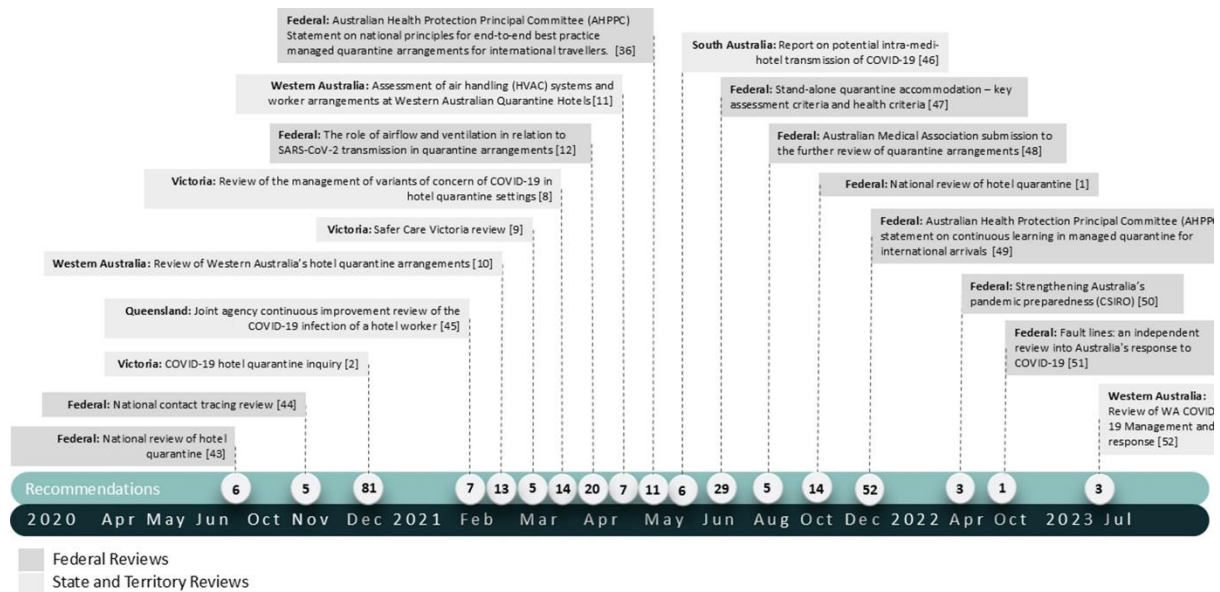 Federal: Australian Health Protection Principal Committee (AHPPC)
Statement on national principles for end-to-end best practice
managed quarantine arrangements for international travellers. [36]
South Australia: Report on potential intra-medi-
hotel transmission of COVID-19 [46]
Western Australia: Assessment of air handling (HVAC) systems and
worker arrangements at Western Australian Quarantine Hotels [11]
Federal: Stand-alone quarantine accommodation – key
assessment criteria and health criteria [47]
Federal: The role of airflow and ventilation in relation to
SARS-CoV-2 transmission in quarantine arrangements [12]
Federal: Australian Medical Association submission to
the further review of quarantine arrangements [48]
Victoria: Review of the management of variants of concern of COVID-19 in
hotel quarantine settings [8]
Federal: National review of hotel quarantine [1]
Victoria: Safer Care Victoria review [9]
Federal: Australian Health Protection Principal Committee (AHPPC
statement on continuous learning in managed quarantine for
international arrivals [49]
Western Australia: Review of Western Australia's hotel quarantine arrangements [10]
Federal: Strengthening Australia's
pandemic preparedness (CSIRO) [50]
Queensland: Joint agency continuous improvement review of the
COVID-19 infection of a hotel worker [45]
Federal: Fault lines: an independent
review into Australia's response to
COVID-19 [51]
Victoria: COVID-19 hotel quarantine inquiry [2]
Western Australia:
Review of WA COVID
19 Management and
response [52]
Federal: National contact tracing review [44]
Federal: National review of hotel
quarantine [43]
Recommendations 6 5 81 7 13 5 14 20 7 11 6 29 5 14 52 3 1 3
2020 Apr May Jun Oct Nov Dec 2021 Feb Mar Apr May Jun Aug Oct Dec 2022 Apr Oct 2023 Jul
Federal Reviews
State and Territory Reviews